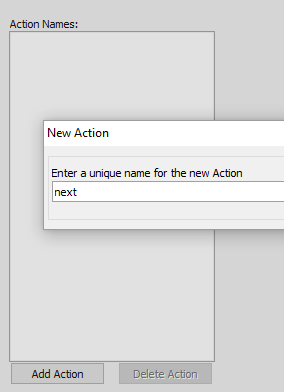 Action Names:
New Action
Enter a unique name for the new Action
next
Add Action
Delete Action